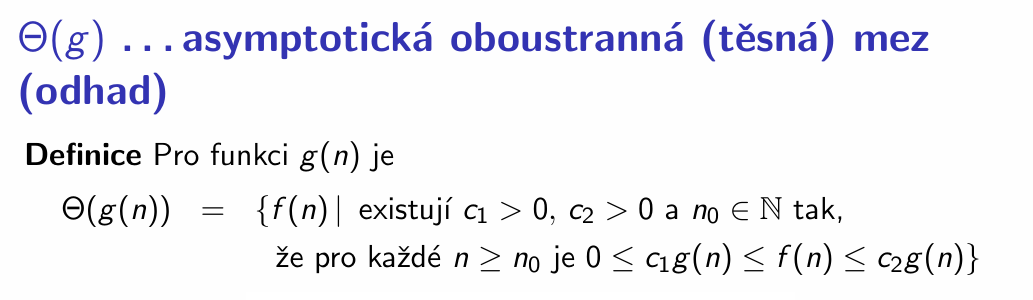 Θ(g) ...asymptotická oboustranná (těsná) mez
(odhad)
Definice Pro funkci g(n) je
Θ(g(n)) = {f(n) | existují c₁ > 0, c₂ > 0 a n₀ ∈ ℕ tak,
že pro každé n ≥ n₀ je 0 ≤ c₁g(n) ≤ f(n) ≤ c₂g(n)}